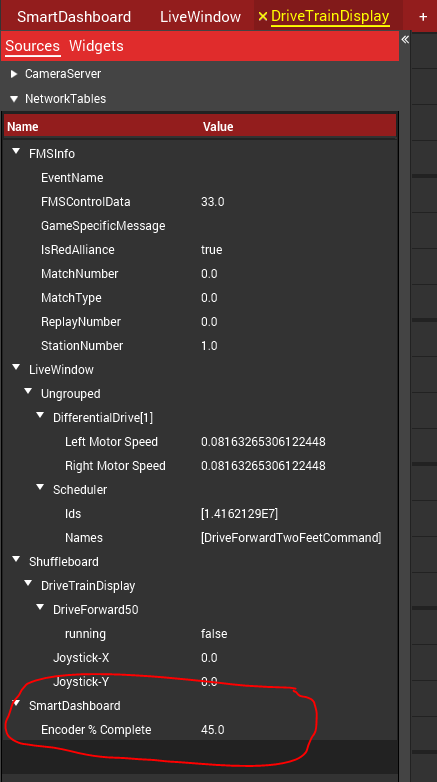 SmartDashboard LiveWindow × DriveTrainDisplay +
Sources Widgets «
CameraServer
NetworkTables
Name Value
FMSInfo
EventName
FMSControlData 33.0
GameSpecificMessage
IsRedAlliance true
MatchNumber 0.0
MatchType 0.0
ReplayNumber 0.0
StationNumber 1.0
LiveWindow
Ungrouped
DifferentialDrive[1]
Left Motor Speed 0.08163265306122448
Right Motor Speed 0.08163265306122448
Scheduler
Ids [1.4162129E7]
Names [DriveForwardTwoFeetCommand]
Shuffleboard
DriveTrainDisplay
DriveForward50
running false
Joystick-X 0.0
Joystick-Y 0.0
SmartDashboard
Encoder % Complete 45.0